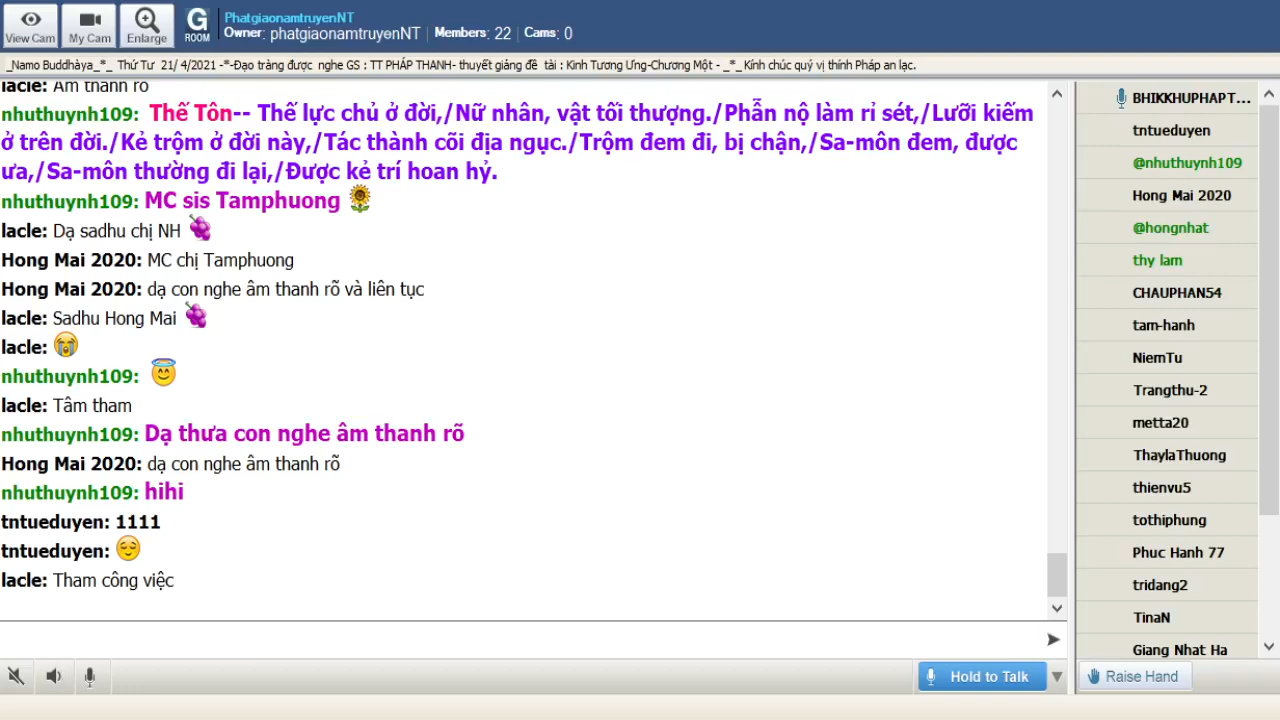 View Cam
My Cam
Enlarge
G
ROOM
PhatgiaonamtruyenNT
Owner: phatgiaonamtruyenNT | Members: 22 | Cams: 0
_Namo Buddhàya_*_ Thứ Tư 21/ 4/2021 -*-Đạo tràng được nghe GS : TT PHÁP THANH- thuyết giảng đề tài : Kinh Tương Ưng-Chương Một - _*_Kính chúc quý vị thính Pháp an lạc.
lacle: Âm thanh rõ
nhuthuynh109: Thế Tôn-- Thế lực chủ ở đời,/Nữ nhân, vật tối thượng./Phẫn nộ làm rỉ sét,/Lưỡi kiếm
ở trên đời./Kẻ trộm ở đời này,/Tác thành cõi địa ngục./Trộm đem đi, bị chận,/Sa-môn đem, được
ưa,/Sa-môn thường đi lại,/Được kẻ trí hoan hỷ.
nhuthuynh109: MC sis Tamphuong
lacle: Dạ sadhu chị NH
Hong Mai 2020: MC chị Tamphuong
Hong Mai 2020: dạ con nghe âm thanh rõ và liên tục
lacle: Sadhu Hong Mai
lacle:
nhuthuynh109:
lacle: Tâm tham
nhuthuynh109: Dạ thưa con nghe âm thanh rõ
Hong Mai 2020: dạ con nghe âm thanh rõ
nhuthuynh109: hihi
tntueduyen: 1111
tntueduyen:
lacle: Tham công việc
Hold to Talk
BHIKKHUPHAPT...
tntueduyen
@nhuthuynh109
Hong Mai 2020
@hongnhat
thy lam
CHAUPHAN54
tam-hanh
NiemTu
Trangthu-2
metta20
ThaylaThuong
thienvu5
tothiphung
Phuc Hanh 77
tridang2
TinaN
Giang Nhat Ha
Raise Hand